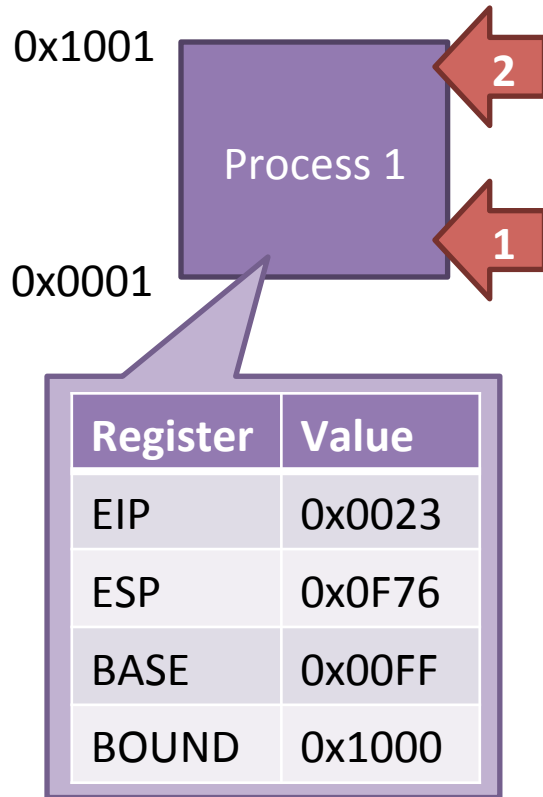 0x1001
2
Process 1
1
0x0001
Register Value
EIP 0x0023
ESP 0x0F76
BASE 0x00FF
BOUND 0x1000